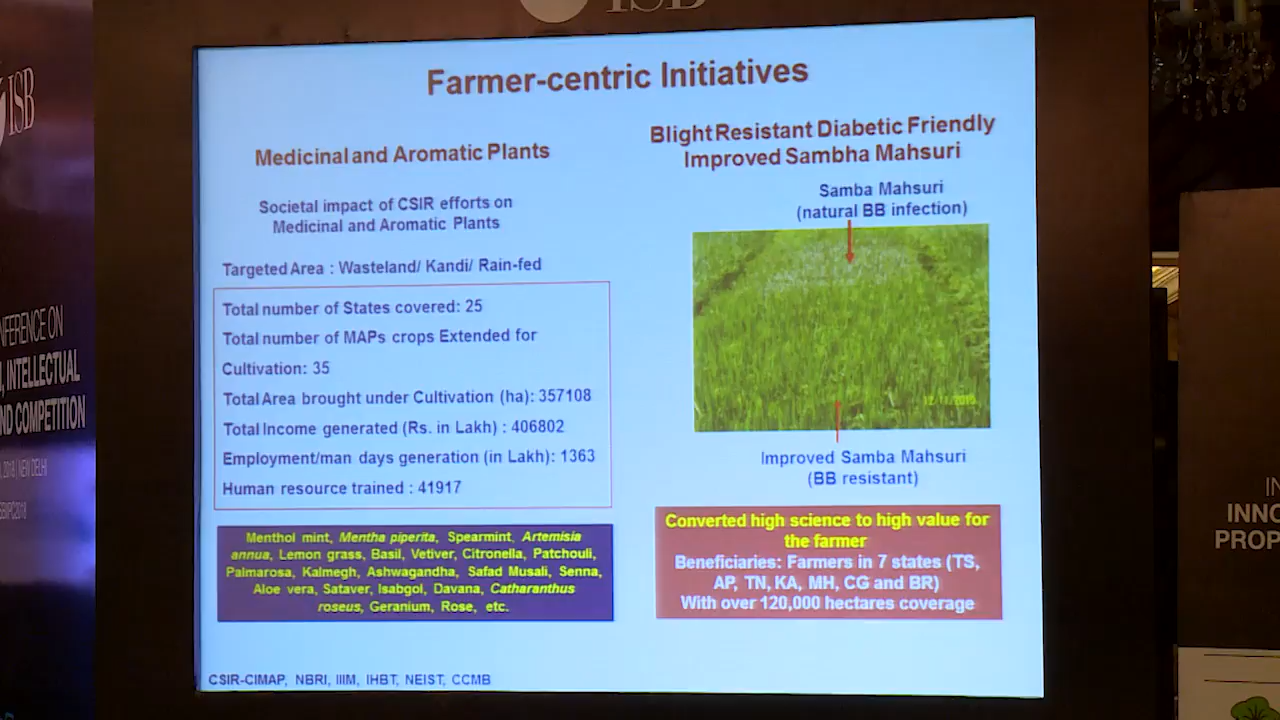 ISB
ISB
NFERENCE ON
, INTELLECTUAL
ND COMPETITION
2018 | NEW DELHI
Farmer-centric Initiatives
Medicinal and Aromatic Plants
Societal impact of CSIR efforts on
Medicinal and Aromatic Plants
Targeted Area : Wasteland/ Kandi/ Rain-fed
Total number of States covered: 25
Total number of MAPs crops Extended for
Cultivation: 35
Total Area brought under Cultivation (ha): 357108
Total Income generated (Rs. in Lakh) : 406802
Employment/man days generation (in Lakh): 1363
Human resource trained : 41917
Menthol mint, Mentha piperita, Spearmint, Artemisia
annua, Lemon grass, Basil, Vetiver, Citronella, Patchouli,
Palmarosa, Kalmegh, Ashwagandha, Safad Musali, Senna,
Aloe vera, Sataver, Isabgol, Davana, Catharanthus
roseus, Geranium, Rose, etc.
CSIR-CIMAP, NBRI, IIIM, IHBT, NEIST, CCMB
Blight Resistant Diabetic Friendly
Improved Sambha Mahsuri
Samba Mahsuri
(natural BB infection)
Improved Samba Mahsuri
(BB resistant)
Converted high science to high value for
the farmer
Beneficiaries: Farmers in 7 states (TS,
AP, TN, KA, MH, CG and BR)
With over 120,000 hectares coverage
IN
INNO
PROP